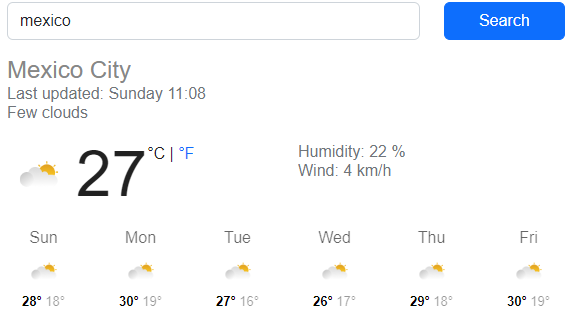 mexico
Search
Mexico City
Last updated: Sunday 11:08
Few clouds
27 °C | °F
Humidity: 22 %
Wind: 4 km/h
Sun Mon Tue Wed Thu Fri
28° 18° 30° 19° 27° 16° 26° 17° 29° 18° 30° 19°